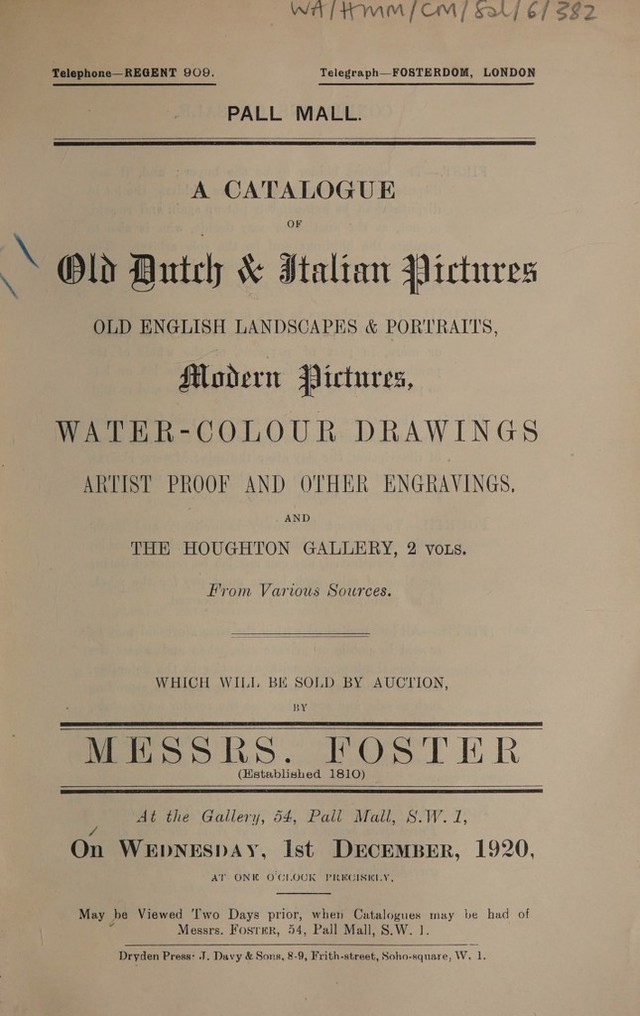 WA/HMM/CM/Sal/6/382
Telephone—REGENT 909. Telegraph—FOSTERDOM, LONDON
PALL MALL.
A CATALOGUE
OF
Old Dutch & Italian Pictures
OLD ENGLISH LANDSCAPES & PORTRAITS,
Modern Pictures,
WATER-COLOUR DRAWINGS
ARTIST PROOF AND OTHER ENGRAVINGS,
AND
THE HOUGHTON GALLERY, 2 VOLS.
From Various Sources.
WHICH WILL BE SOLD BY AUCTION,
BY
MESSRS. FOSTER
(Established 1810)
At the Gallery, 54, Pall Mall, S.W. 1,
On WEDNESDAY, 1st DECEMBER, 1920,
AT ONE O'CLOCK PRECISELY.
May be Viewed Two Days prior, when Catalogues may be had of
Messrs. FOSTER, 54, Pall Mall, S.W. 1.
Dryden Press: J. Davy & Sons, 8-9, Frith-street, Soho-square, W. 1.